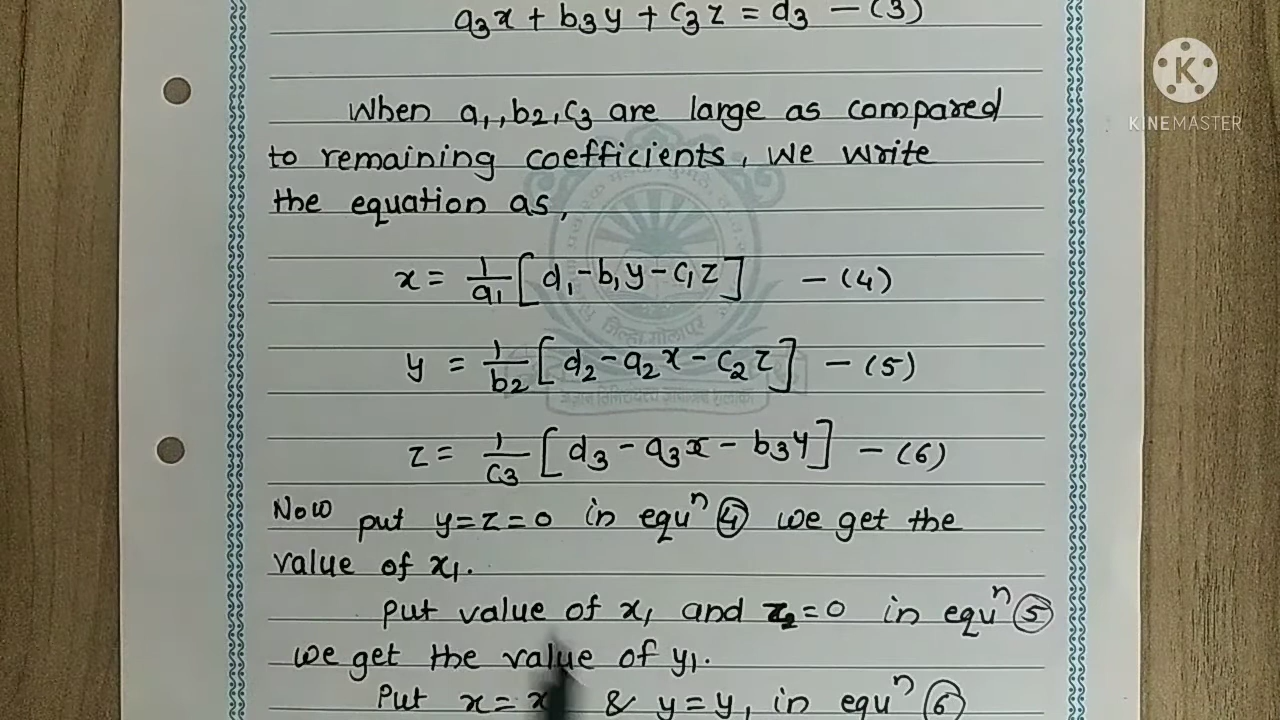 a₃x + b₃y + c₃z = d₃ — (3)
K
KINEMASTER
When a₁,,b₂,c₃ are large as compared
to remaining coefficients, we write
the equation as,
x = 1/a₁ [d₁-b₁y-c₁z] — (4)
y = 1/b₂ [d₂-a₂x-c₂z] — (5)
z = 1/c₃ [d₃-a₃x-b₃y] — (6)
Now put y=z=0 in equⁿ ④ we get the
value of x₁.
put value of x₁ and z=0 in equⁿ ⑤
we get the value of y₁.
Put x= x & y=y₁ in equⁿ ⑥